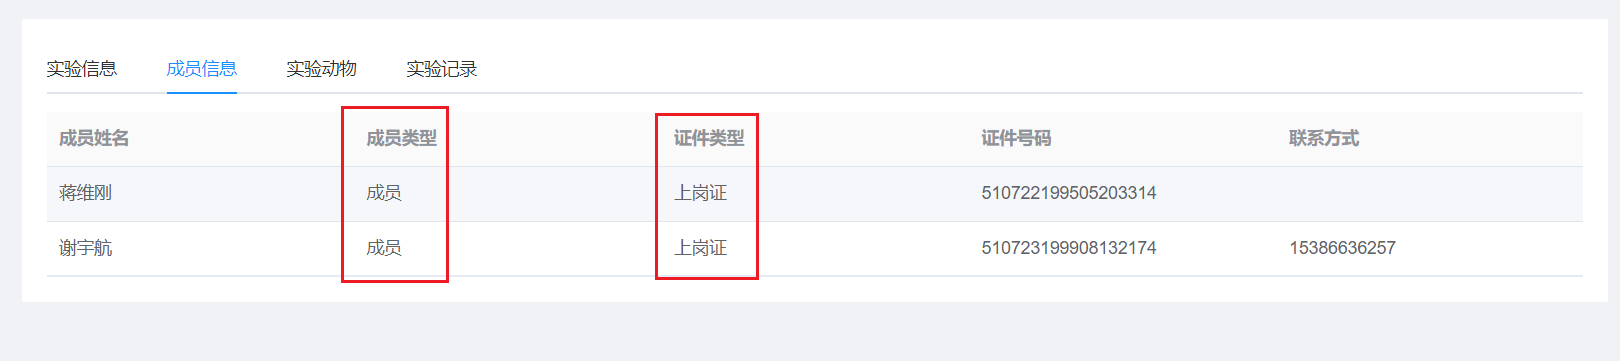 实验信息 成员信息 实验动物 实验记录
成员姓名 成员类型 证件类型 证件号码 联系方式
蒋维刚 成员 上岗证 510722199505203314
谢宇航 成员 上岗证 510723199908132174 15386636257